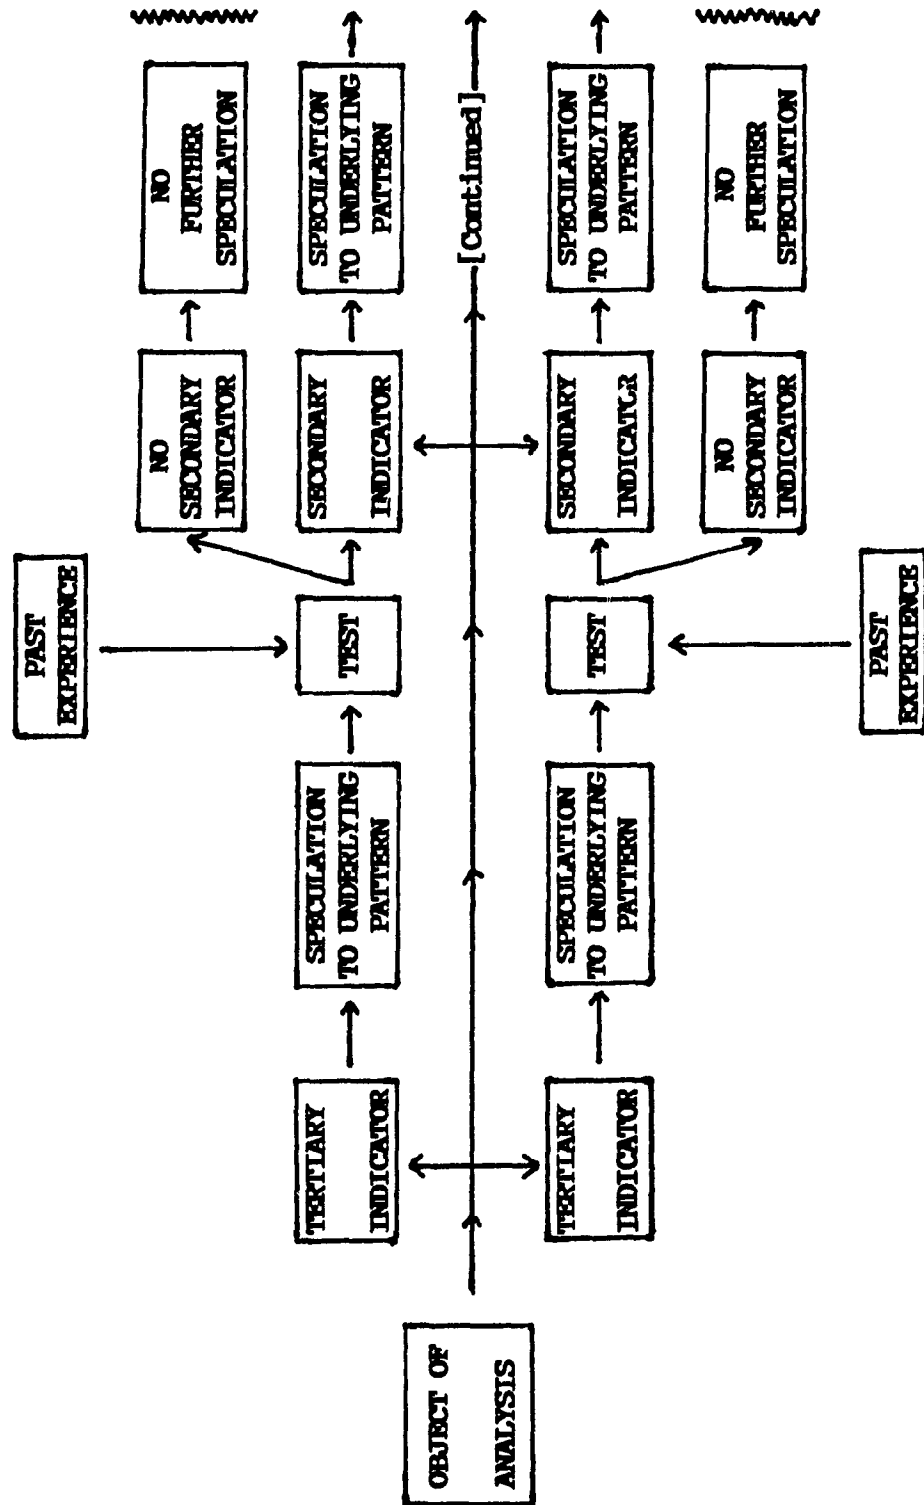 PAST
EXPERIENCE
NO
SECONDARY
INDICATOR
NO
FURTHER
SPECULATION
TERTIARY
INDICATOR
SPECULATION
TO UNDERLYING
PATTERN
TEST
SECONDARY
INDICATOR
SPECULATION
TO UNDERLYING
PATTERN
OBJECT OF
ANALYSIS
[Continued]
TERTIARY
INDICATOR
SPECULATION
TO UNDERLYING
PATTERN
TEST
SECONDARY
INDICATOR
SPECULATION
TO UNDERLYING
PATTERN
NO
SECONDARY
INDICATOR
NO
FURTHER
SPECULATION
PAST
EXPERIENCE